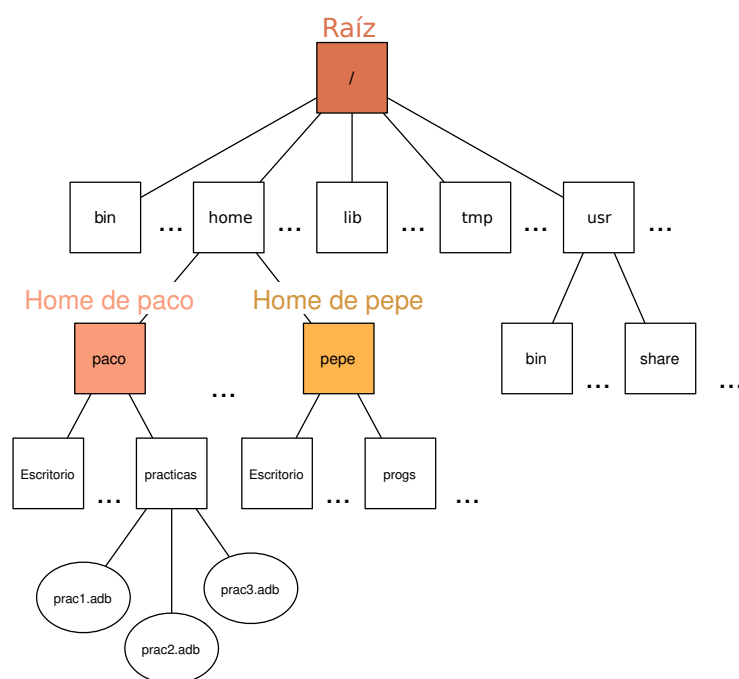 Raíz
/
bin
...
home
...
lib
...
tmp
...
usr
...
Home de paco
Home de pepe
paco
...
pepe
bin
...
share
...
Escritorio
...
practicas
Escritorio
...
progs
...
prac1.adb
prac2.adb
prac3.adb